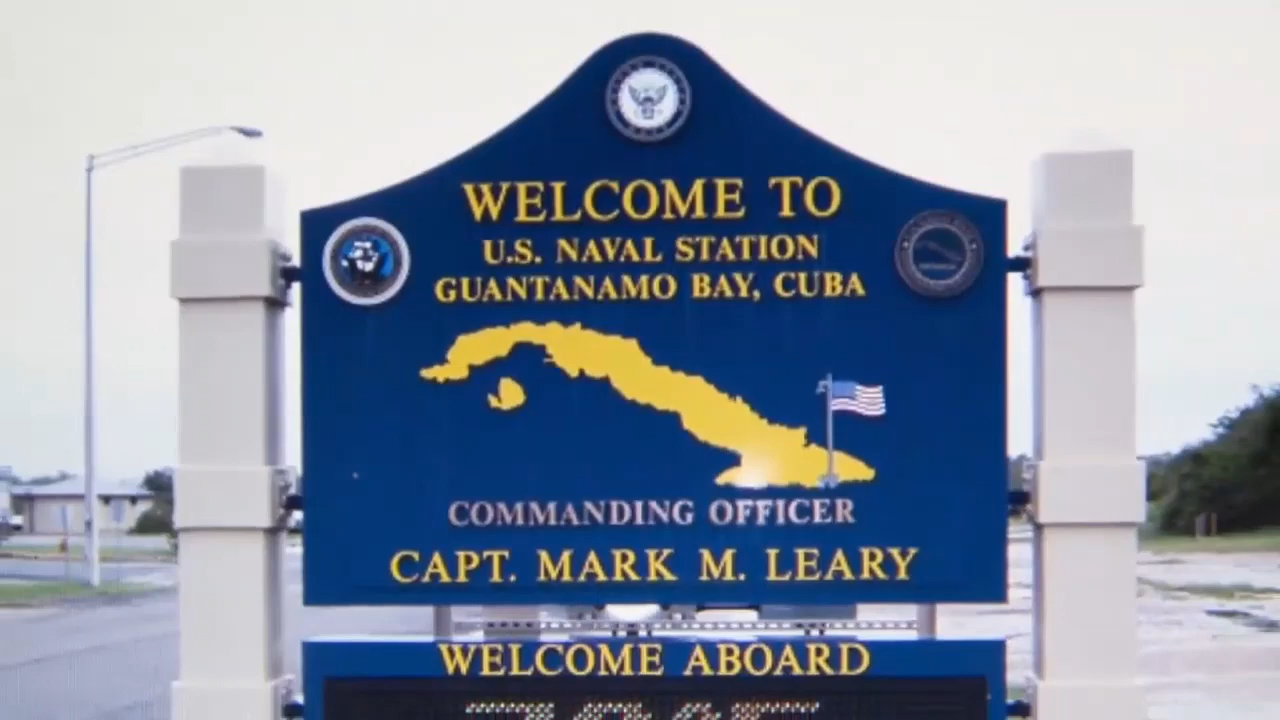 WELCOME TO
U.S. NAVAL STATION
GUANTANAMO BAY, CUBA
COMMANDING OFFICER
CAPT. MARK M. LEARY
WELCOME ABOARD